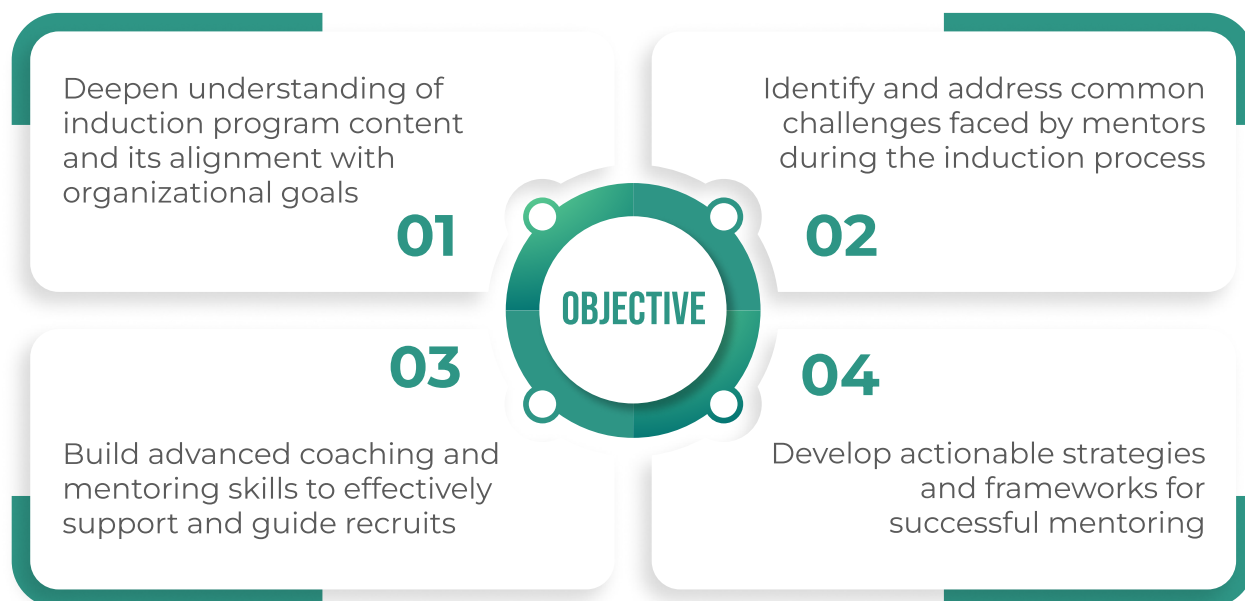 Deepen understanding of
induction program content
and its alignment with
organizational goals
01
Identify and address common
challenges faced by mentors
during the induction process
02
OBJECTIVE
03
Build advanced coaching and
mentoring skills to effectively
support and guide recruits
04
Develop actionable strategies
and frameworks for
successful mentoring